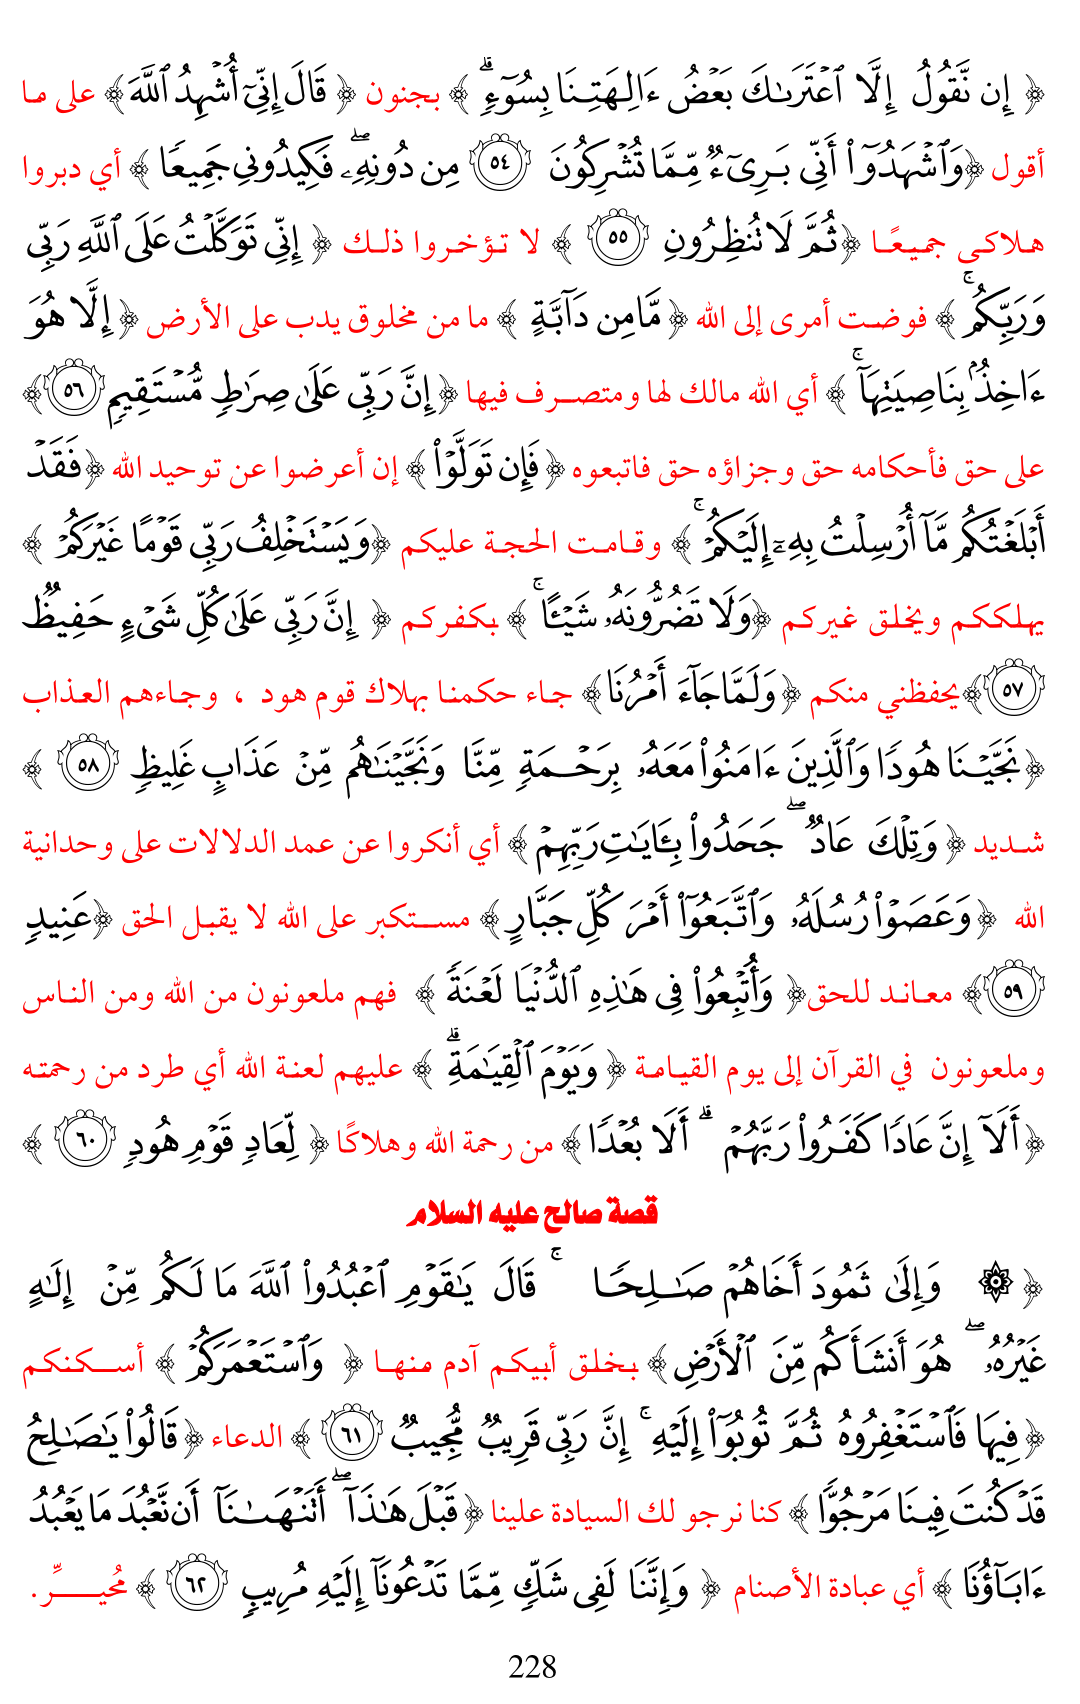 ﴿ إِن نَّقُولُ إِلَّا ٱعۡتَرَىٰكَ بَعۡضُ ءَالِهَتِنَا بِسُوٓءٖۗ ﴾ بجنون ﴿ قَالَ إِنِّيٓ أُشۡهِدُ ٱللَّهَ﴾ على ما
أقول ﴿وَٱشۡهَدُوٓاْ أَنِّي بَرِيٓءٞ مِّمَّا تُشۡرِكُونَ ٥٤ مِن دُونِهِۦۖ فَكِيدُونِي جَمِيعٗا ﴾ أي دبروا
هلاكى جميعًا ﴿ثُمَّ لَا تُنظِرُونِ ٥٥ ﴾ لا تؤخروا ذلك ﴿ إِنِّي تَوَكَّلۡتُ عَلَى ٱللَّهِ رَبِّي
وَرَبِّكُمۚ ﴾ فوضت أمرى إلى الله ﴿ مَّا مِن دَآبَّةٍ ﴾ ما من مخلوق يدب على الأرض ﴿ إِلَّا هُوَ
ءَاخِذُۢ بِنَاصِيَتِهَآۚ ﴾ أي الله مالك لها ومتصرف فيها ﴿ إِنَّ رَبِّي عَلَىٰ صِرَٰطٖ مُّسۡتَقِيمٖ ٥٦﴾
على حق فأحكامه حق وجزاؤه حق فاتبعوه ﴿ فَإِن تَوَلَّوۡاْ ﴾ إن أعرضوا عن توحيد الله ﴿ فَقَدۡ
أَبۡلَغۡتُكُم مَّآ أُرۡسِلۡتُ بِهِۦٓ إِلَيۡكُمۡۚ ﴾ وقامت الحجة عليكم ﴿وَيَسۡتَخۡلِفُ رَبِّي قَوۡمًا غَيۡرَكُمۡ ﴾
يهلككم ويخلق غيركم ﴿وَلَا تَضُرُّونَهُۥ شَيۡـًٔاۚ ﴾ بكفركم ﴿ إِنَّ رَبِّي عَلَىٰ كُلِّ شَيۡءٍ حَفِيظٞ
٥٧﴾يحفظني منكم ﴿وَلَمَّا جَآءَ أَمۡرُنَا﴾ جاء حكمنا بهلاك قوم هود ، وجاءهم العذاب
﴿نَجَّيۡنَا هُودٗا وَٱلَّذِينَ ءَامَنُواْ مَعَهُۥ بِرَحۡمَةٖ مِّنَّا وَنَجَّيۡنَٰهُم مِّنۡ عَذَابٍ غَلِيظٖ ٥٨ ﴾
شديد ﴿ وَتِلۡكَ عَادٞۖ جَحَدُواْ بِـَٔايَٰتِ رَبِّهِمۡ ﴾ أي أنكروا عن عمد الدلالات على وحدانية
الله ﴿وَعَصَوۡاْ رُسُلَهُۥ وَٱتَّبَعُوٓاْ أَمۡرَ كُلِّ جَبَّارٍ ﴾ مستكبر على الله لا يقبل الحق ﴿عَنِيدٖ
٥٩﴾ معاند للحق﴿ وَأُتۡبِعُواْ فِي هَٰذِهِ ٱلدُّنۡيَا لَعۡنَةٗ ﴾ فهم ملعونون من الله ومن الناس
وملعونون في القرآن إلى يوم القيامة ﴿ وَيَوۡمَ ٱلۡقِيَٰمَةِۗ ﴾ عليهم لعنة الله أي طرد من رحمته
﴿أَلَآ إِنَّ عَادٗا كَفَرُواْ رَبَّهُمۡۗ أَلَا بُعۡدٗا ﴾ من رحمة الله وهلاكًا ﴿ لِّعَادٖ قَوۡمِ هُودٖ ٦٠ ﴾
قصة صالح عليه السلام
﴿ ۞ وَإِلَىٰ ثَمُودَ أَخَاهُمۡ صَٰلِحٗاۚ قَالَ يَٰقَوۡمِ ٱعۡبُدُواْ ٱللَّهَ مَا لَكُم مِّنۡ إِلَٰهٍ
غَيۡرُهُۥۖ هُوَ أَنشَأَكُم مِّنَ ٱلۡأَرۡضِ﴾ بخلق أبيكم آدم منها ﴿ وَٱسۡتَعۡمَرَكُمۡ ﴾ أسكنكم
﴿فِيهَا فَٱسۡتَغۡفِرُوهُ ثُمَّ تُوبُوٓاْ إِلَيۡهِۚ إِنَّ رَبِّي قَرِيبٞ مُّجِيبٞ ٦١ ﴾ الدعاء ﴿ قَالُواْ يَٰصَٰلِحُ
قَدۡ كُنتَ فِينَا مَرۡجُوّٗا ﴾ كنا نرجو لك السيادة علينا ﴿ قَبۡلَ هَٰذَآۖ أَتَنۡهَىٰنَآ أَن نَّعۡبُدَ مَا يَعۡبُدُ
ءَابَآؤُنَا ﴾ أي عبادة الأصنام ﴿ وَإِنَّنَا لَفِي شَكّٖ مِّمَّا تَدۡعُونَآ إِلَيۡهِ مُرِيبٖ ٦٢ ﴾ مُحيرٍّ.
228